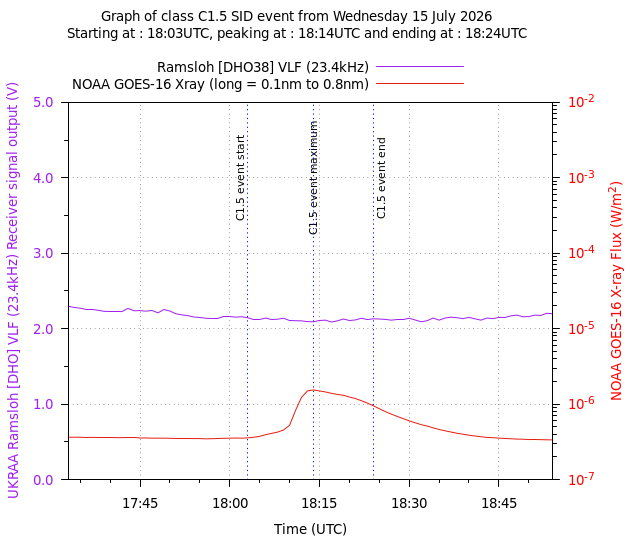 Graph of class C1.5 SID event from Wednesday 15 July 2026
Starting at : 18:03UTC, peaking at : 18:14UTC and ending at : 18:24UTC
Ramsloh [DHO38] VLF (23.4kHz)
NOAA GOES-16 Xray (long = 0.1nm to 0.8nm)
UKRAA Ramsloh [DHO] VLF (23.4kHz) Receiver signal output (V)
5.0
4.0
3.0
2.0
1.0
0.0
C1.5 event start
C1.5 event maximum
C1.5 event end
10-2
10-3
10-4
10-5
10-6
10-7
NOAA GOES-16 X-ray Flux (W/m2)
17:45
18:00
18:15
18:30
18:45
Time (UTC)